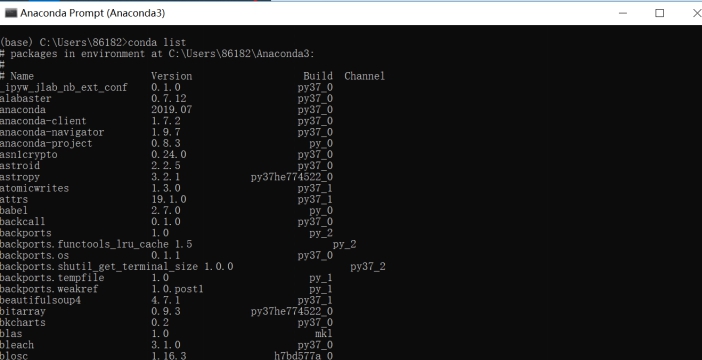 Anaconda Prompt (Anaconda3)
(base) C:\Users\86182>conda list
# packages in environment at C:\Users\86182\Anaconda3:
#
# Name Version Build Channel
_ipyw_jlab_nb_ext_conf 0.1.0 py37_0
alabaster 0.7.12 py37_0
anaconda 2019.07 py37_0
anaconda-client 1.7.2 py37_0
anaconda-navigator 1.9.7 py37_0
anaconda-project 0.8.3 py_0
asn1crypto 0.24.0 py37_0
astroid 2.2.5 py37_0
astropy 3.2.1 py37he774522_0
atomicwrites 1.3.0 py37_1
attrs 19.1.0 py37_1
babel 2.7.0 py_0
backcall 0.1.0 py37_0
backports 1.0 py_2
backports.functools_lru_cache 1.5 py_2
backports.os 0.1.1 py37_0
backports.shutil_get_terminal_size 1.0.0 py37_2
backports.tempfile 1.0 py_1
backports.weakref 1.0.post1 py_1
beautifulsoup4 4.7.1 py37_1
bitarray 0.9.3 py37he774522_0
bkcharts 0.2 py37_0
blas 1.0 mkl
bleach 3.1.0 py37_0
blosc 1.16.3 h7bd577a_0